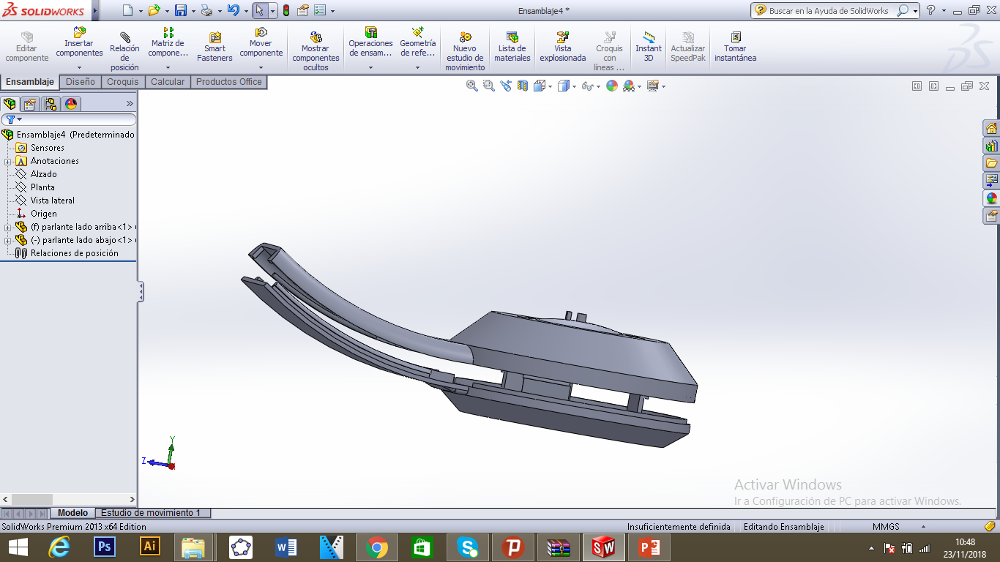 SOLIDWORKS
Ensamblaje4 *
Buscar en la Ayuda de SolidWorks
Editar
componente
Insertar
componentes
Relación
de
posición
Matriz de
compone...
Smart
Fasteners
Mover
componente
Mostrar
componentes
ocultos
Operaciones
de ensam...
Geometría
de refe...
Nuevo
estudio de
movimiento
Lista de
materiales
Vista
explosionada
Croquis
con
líneas ...
Instant
3D
Actualizar
SpeedPak
Tomar
instantánea
Ensamblaje
Diseño
Croquis
Calcular
Productos Office
Ensamblaje4 (Predeterminado
Sensores
Anotaciones
Alzado
Planta
Vista lateral
Origen
(f) parlante lado arriba<1>
(-) parlante lado abajo<1>
Relaciones de posición
Y
Z
Activar Windows
Ir a Configuración de PC para activar Windows.
Modelo
Estudio de movimiento 1
SolidWorks Premium 2013 x64 Edition
Insuficientemente definida
Editando Ensamblaje
MMGS
Ps
Ai
SW
10:48
23/11/2018